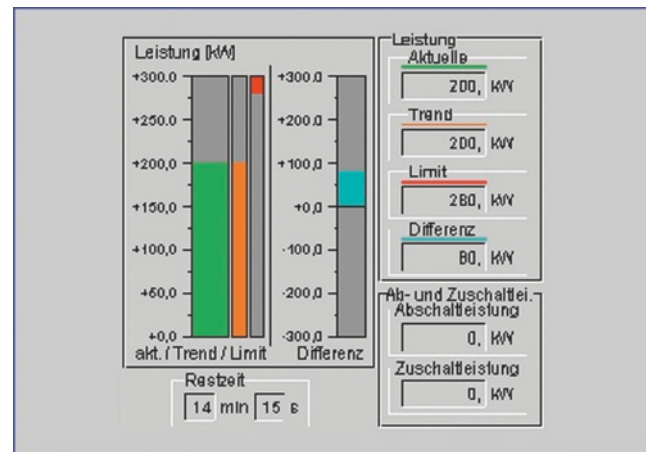 Leistung [kW]
+300.0
+250.0
+200,0
+150,0
+100,0
+50,0
+0,0
akt. / Trend / Limit
+300.0
+200.0
+100,0
+0,0
-100,0
-200,0
-300,0
Differenz
Restzeit
14 min 15 s
Leistung
Aktuelle
200, kW
Trend
200, kW
Limit
280, kW
Differenz
80, kW
Ab- und Zuschaltlei.
Abschaltleistung
0, kW
Zuschaltleistung
0, kW